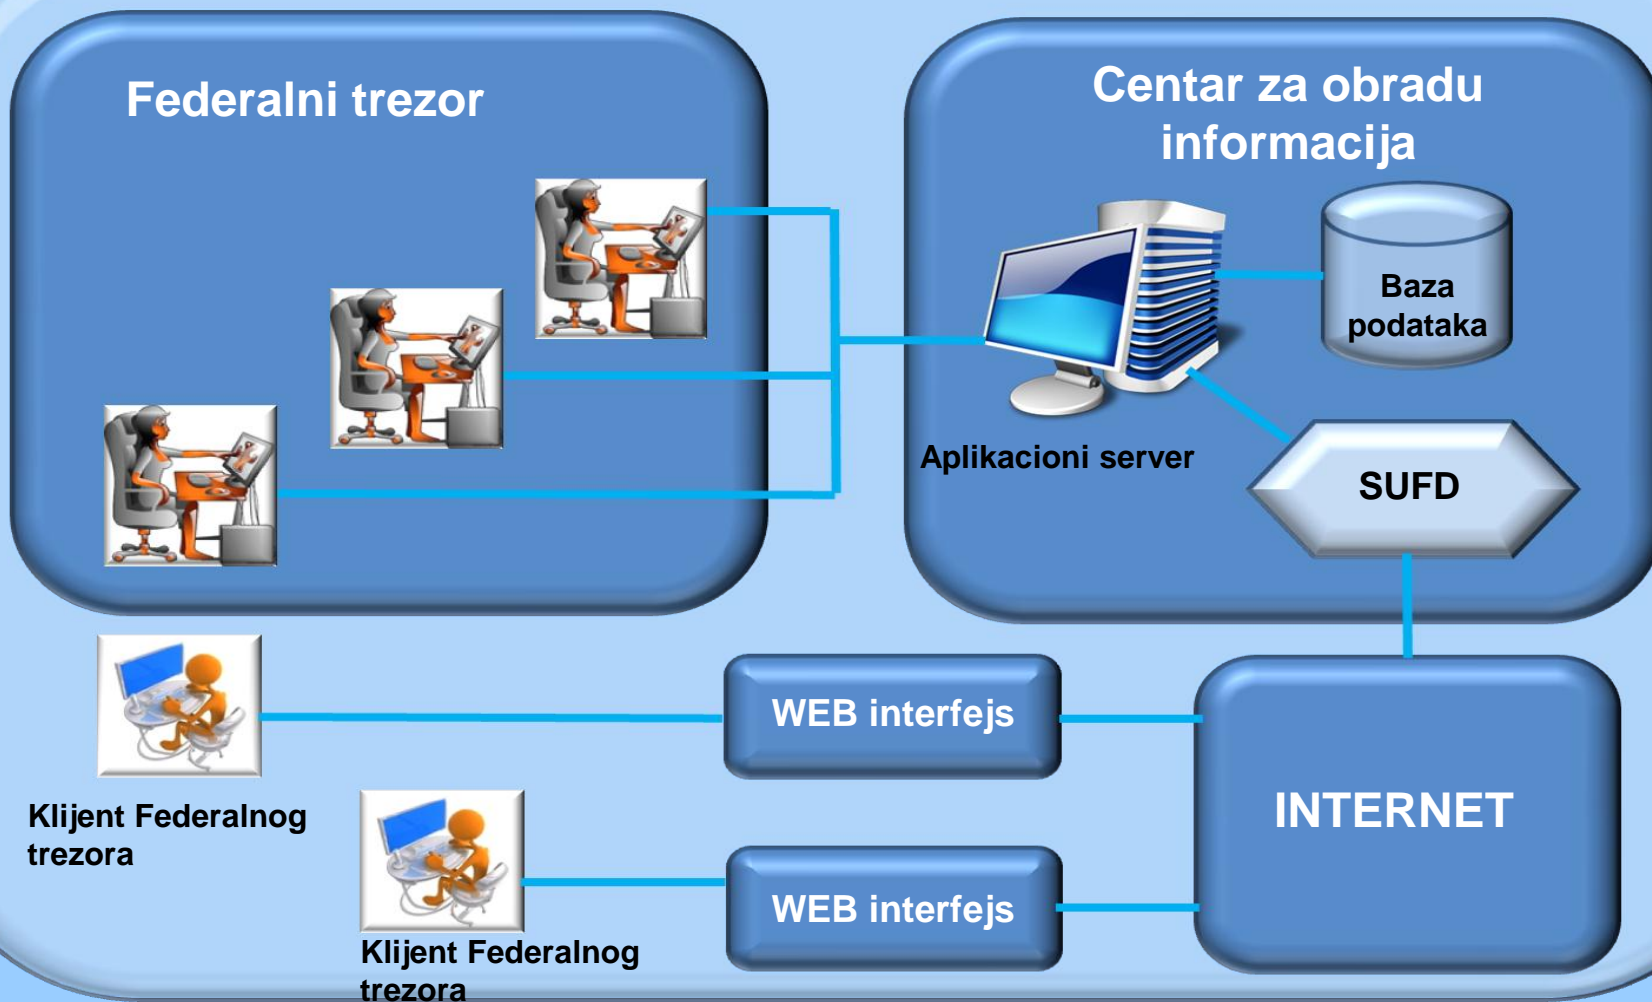 Federalni trezor
Centar za obradu
informacija
Baza
podataka
Aplikacioni server
SUFD
WEB interfejs
INTERNET
Klijent Federalnog
trezora
WEB interfejs
Klijent Federalnog
trezora